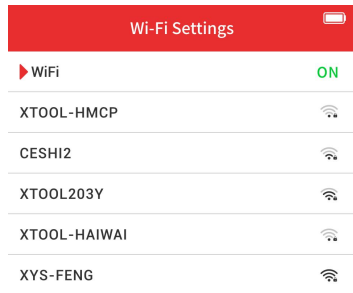 Wi-Fi Settings
WiFi ON
XTOOL-HMCP
CESHI2
XTOOL203Y
XTOOL-HAIWAI
XYS-FENG